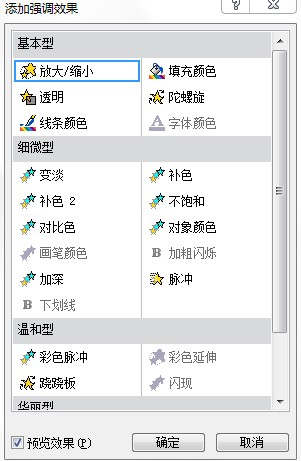 添加强调效果
基本型
放大/缩小 填充颜色
透明 陀螺旋
线条颜色 字体颜色
细微型
变淡 补色
补色 2 不饱和
对比色 对象颜色
画笔颜色 加粗闪烁
加深 脉冲
下划线
温和型
彩色脉冲 彩色延伸
跷跷板 闪现
华丽型
预览效果(P) 确定 取消